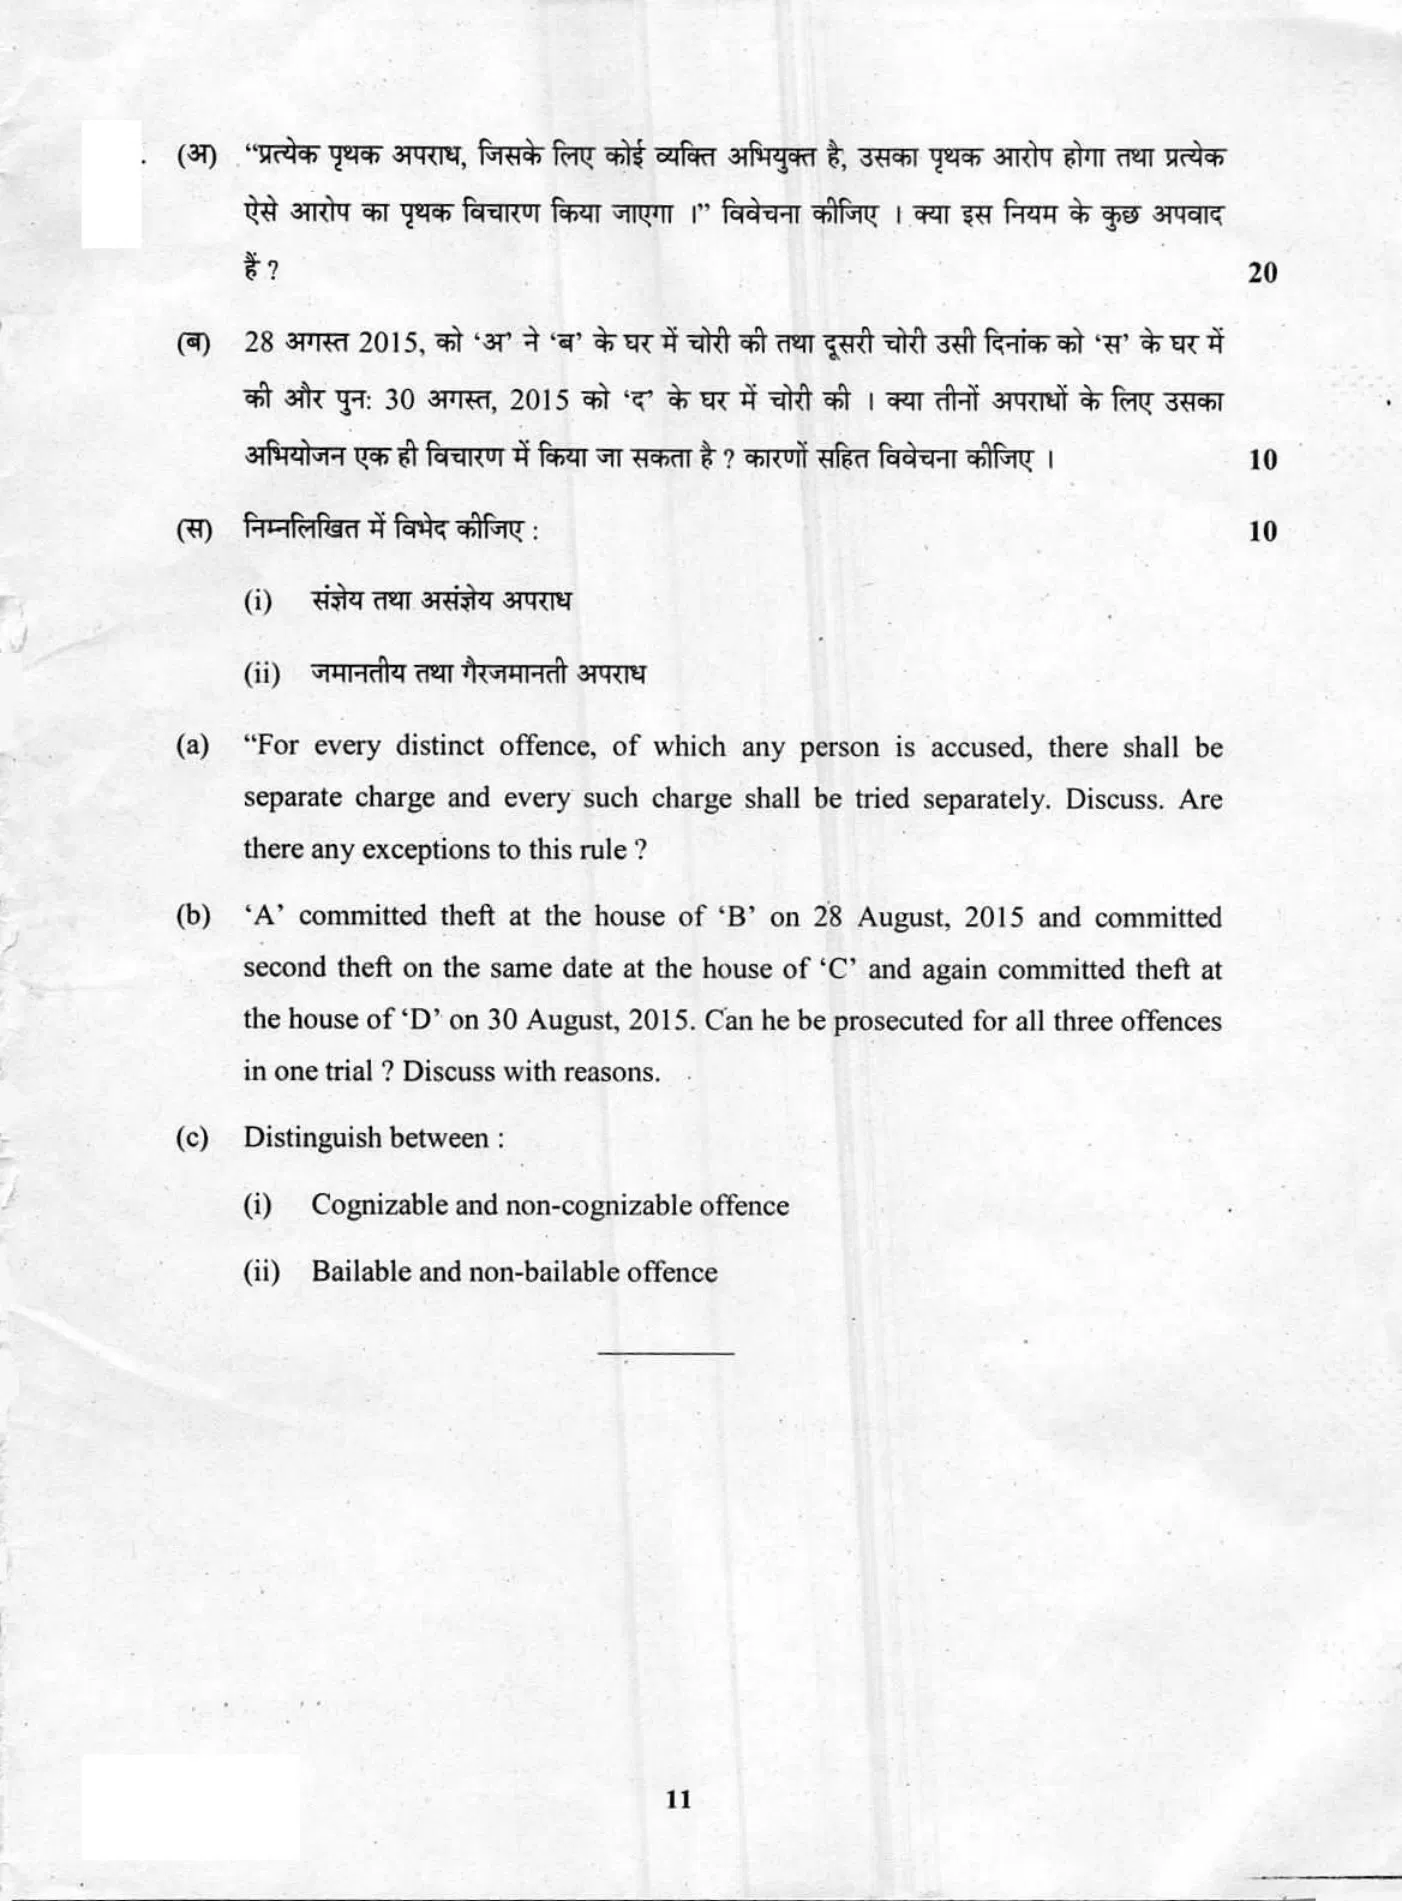 (अ) “प्रत्येक पृथक अपराध, जिसके लिए कोई व्यक्ति अभियुक्त है, उसका पृथक आरोप होगा तथा प्रत्येक
ऐसे आरोप का पृथक विचारण किया जाएगा ।” विवेचना कीजिए । क्या इस नियम के कुछ अपवाद
हैं ? 20
(ब) 28 अगस्त 2015, को ‘अ’ ने ‘ब’ के घर में चोरी की तथा दूसरी चोरी उसी दिनांक को ‘स’ के घर में
की और पुन: 30 अगस्त, 2015 को ‘द’ के घर में चोरी की । क्या तीनों अपराधों के लिए उसका
अभियोजन एक ही विचारण में किया जा सकता है ? कारणों सहित विवेचना कीजिए । 10
(स) निम्नलिखित में विभेद कीजिए : 10
(i) संज्ञेय तथा असंज्ञेय अपराध
(ii) जमानतीय तथा गैरजमानती अपराध
(a) “For every distinct offence, of which any person is accused, there shall be
separate charge and every such charge shall be tried separately. Discuss. Are
there any exceptions to this rule ?
(b) ‘A’ committed theft at the house of ‘B’ on 28 August, 2015 and committed
second theft on the same date at the house of ‘C’ and again committed theft at
the house of ‘D’ on 30 August, 2015. Can he be prosecuted for all three offences
in one trial ? Discuss with reasons.
(c) Distinguish between :
(i) Cognizable and non-cognizable offence
(ii) Bailable and non-bailable offence
11